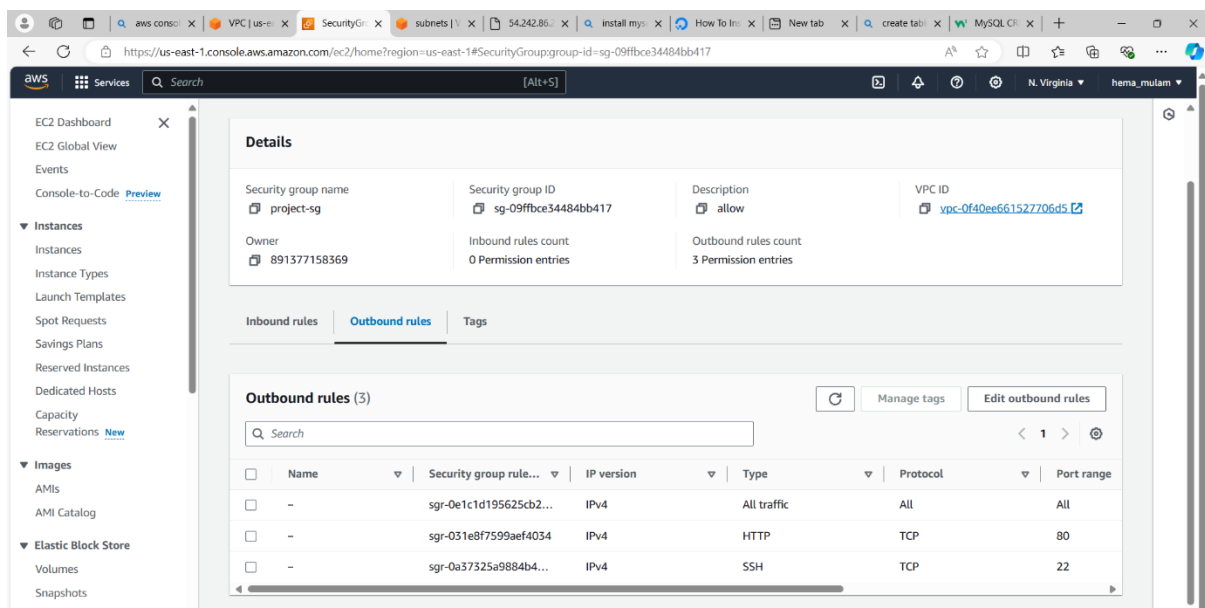 aws consol
VPC | us-ea
SecurityGro
subnets | V
54.242.86.2
install mysq
How To Ins
New tab
create tabl
MySQL CR
https://us-east-1.console.aws.amazon.com/ec2/home?region=us-east-1#SecurityGroup:group-id=sg-09ffbce34484bb417
aws
Services
Search
[Alt+S]
N. Virginia
hema_mulam
EC2 Dashboard
EC2 Global View
Events
Console-to-Code Preview
Instances
Instances
Instance Types
Launch Templates
Spot Requests
Savings Plans
Reserved Instances
Dedicated Hosts
Capacity
Reservations New
Images
AMIs
AMI Catalog
Elastic Block Store
Volumes
Snapshots
Details
Security group name
project-sg
Security group ID
sg-09ffbce34484bb417
Description
allow
VPC ID
vpc-0f40ee661527706d5
Owner
891377158369
Inbound rules count
0 Permission entries
Outbound rules count
3 Permission entries
Inbound rules
Outbound rules
Tags
Outbound rules (3)
Manage tags
Edit outbound rules
Search
1
Name Security group rule... IP version Type Protocol Port range
– sgr-0e1c1d195625cb2... IPv4 All traffic All All
– sgr-031e8f7599aef4034 IPv4 HTTP TCP 80
– sgr-0a37325a9884b4... IPv4 SSH TCP 22